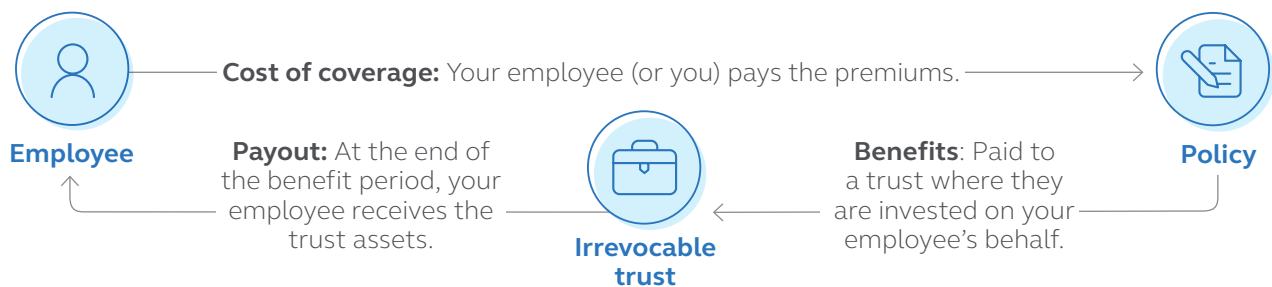 Cost of coverage: Your employee (or you) pays the premiums.
Employee
Policy
Payout: At the end of
the benefit period, your
employee receives the
trust assets.
Irrevocable
trust
Benefits: Paid to
a trust where they
are invested on your
employee’s behalf.